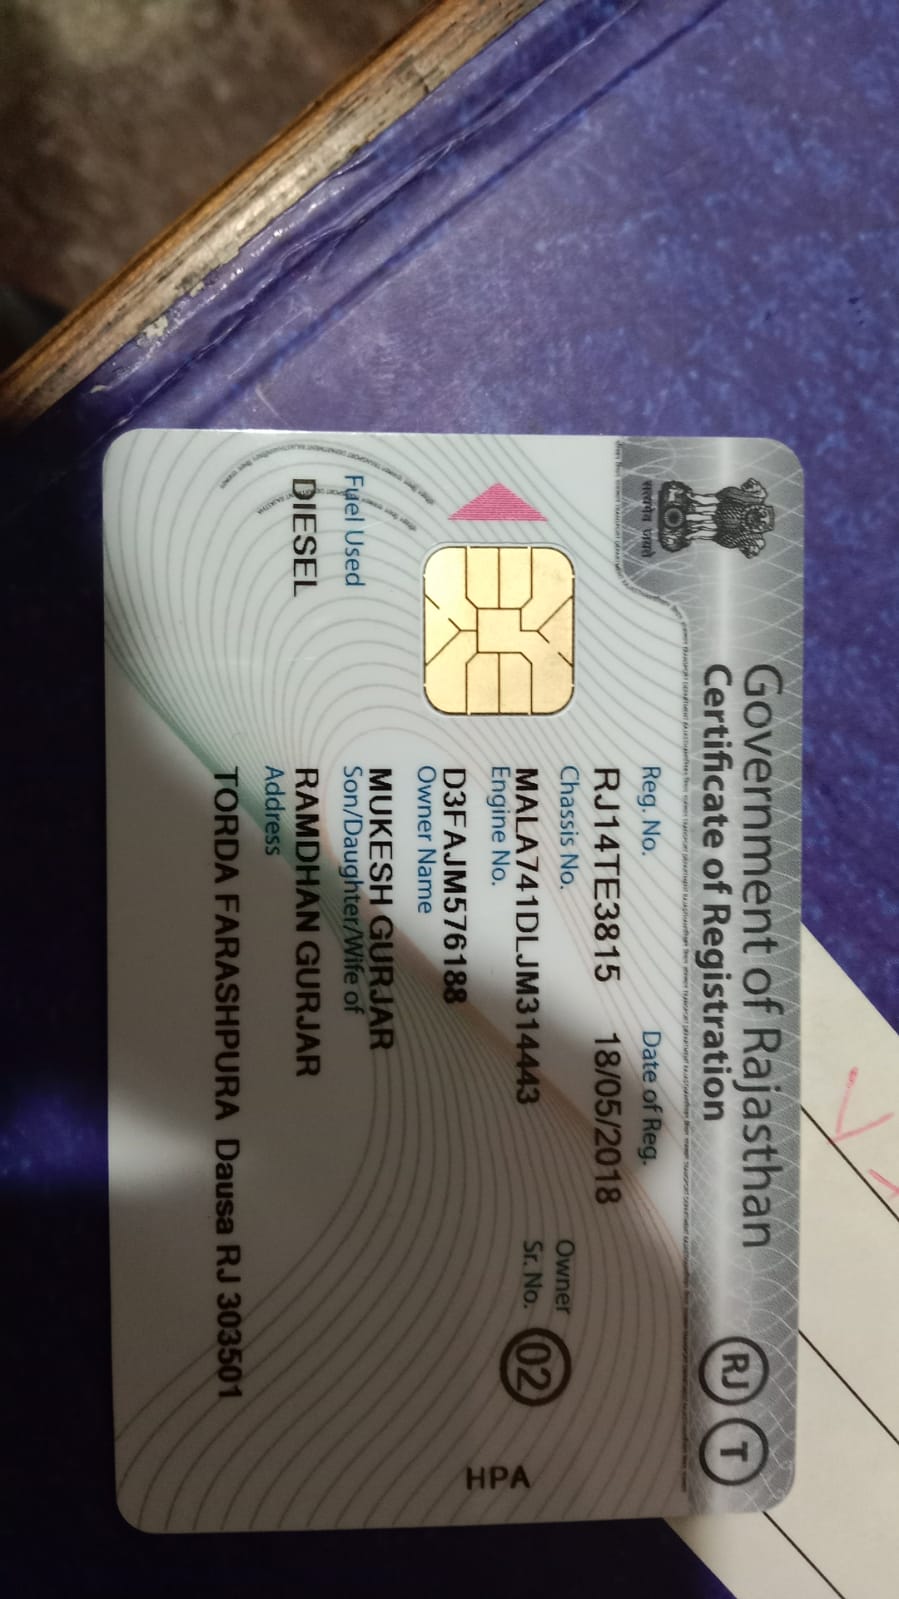 सत्यमेव जयते
Government of Rajasthan
Certificate of Registration
RJ T
Reg. No. Date of Reg.
RJ14TE3815 18/05/2018
Chassis No.
MALA741DLJM314443
Engine No.
D3FAJM576188
Owner Sr. No. 02
Owner Name
MUKESH GURJAR
Son/Daughter/Wife of
RAMDHAN GURJAR
Address
TORDA FARASHPURA Dausa RJ 303501
Fuel Used
DIESEL
HPA